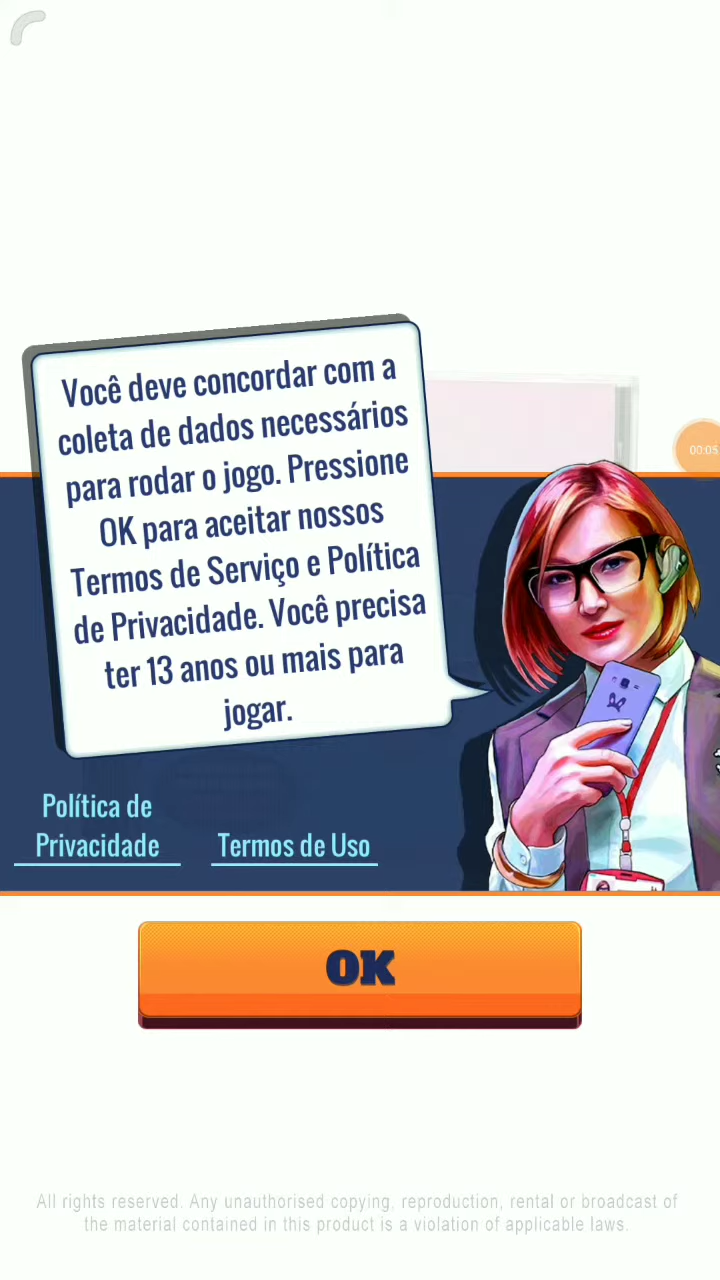 Você deve concordar com a
coleta de dados necessários
para rodar o jogo. Pressione
OK para aceitar nossos
Termos de Serviço e Política
de Privacidade. Você precisa
ter 13 anos ou mais para
jogar.
00:05
Política de
Privacidade
Termos de Uso
OK
All rights reserved. Any unauthorised copying, reproduction, rental or broadcast of
the material contained in this product is a violation of applicable laws.